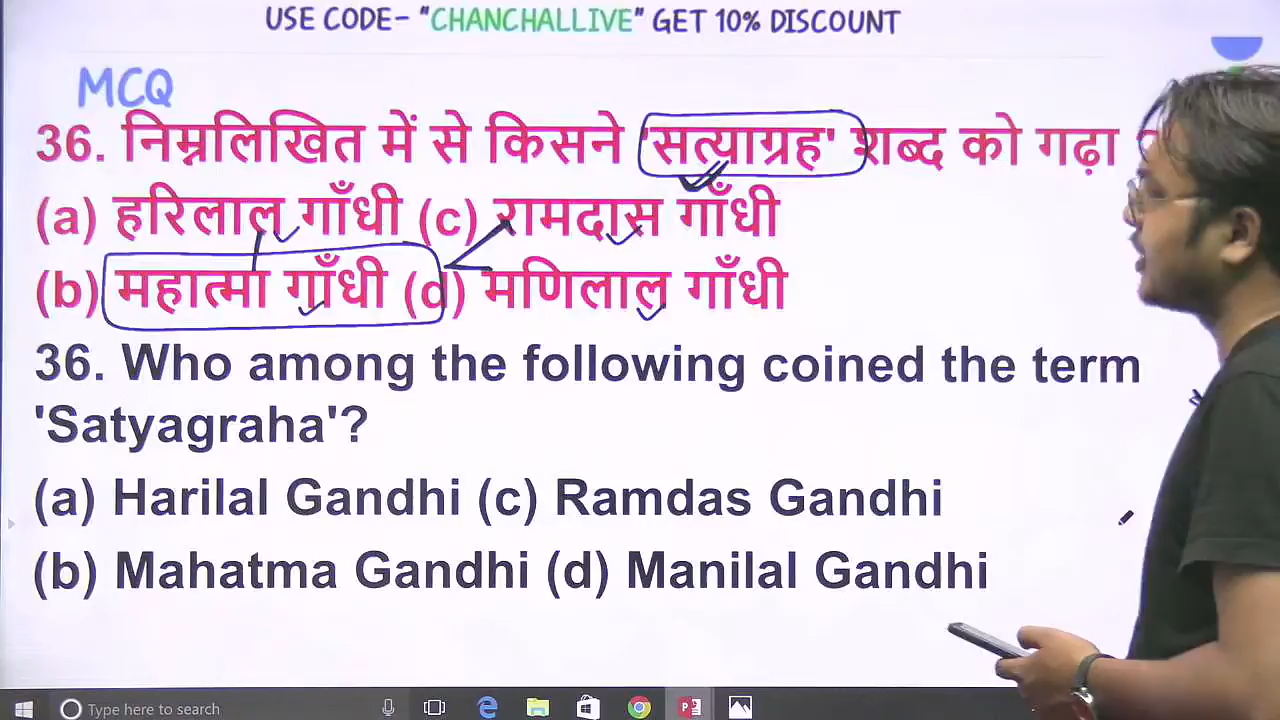 USE CODE- "CHANCHALLIVE" GET 10% DISCOUNT
MCQ
36. निम्नलिखित में से किसने 'सत्याग्रह' शब्द को गढ़ा
(a) हरिलाल गाँधी (c) रामदास गाँधी
(b) महात्मा गाँधी (d) मणिलाल गाँधी
36. Who among the following coined the term
'Satyagraha'?
(a) Harilal Gandhi (c) Ramdas Gandhi
(b) Mahatma Gandhi (d) Manilal Gandhi
Type here to search